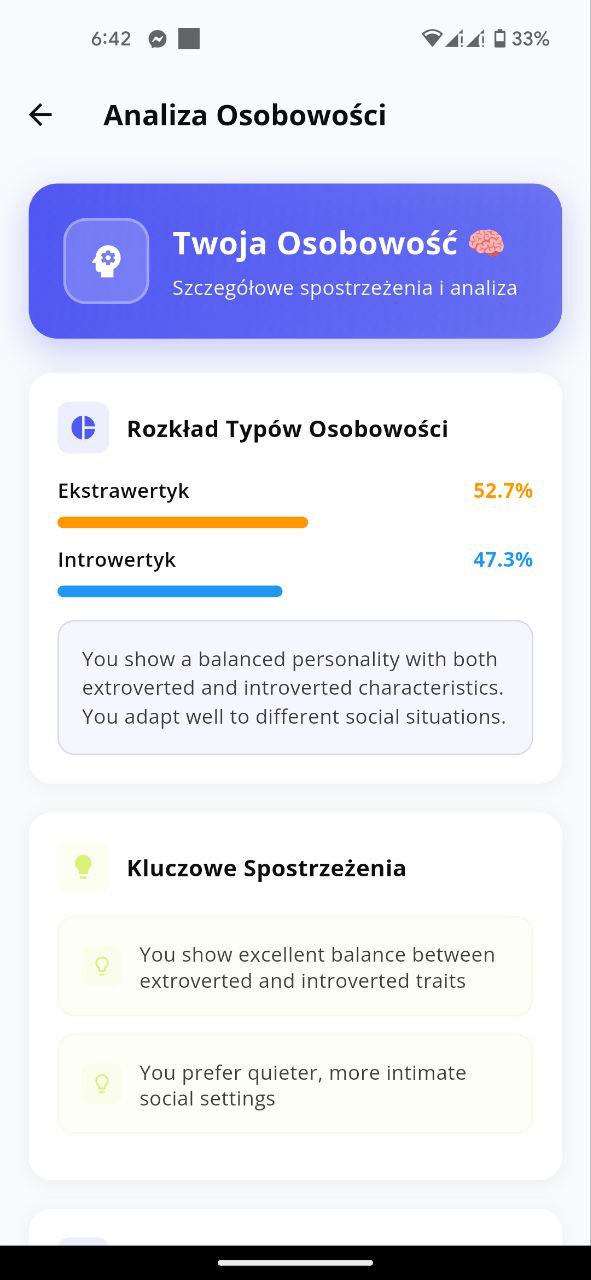 6:42
33%
Analiza Osobowości
Twoja Osobowość 🧠
Szczegółowe spostrzeżenia i analiza
Rozkład Typów Osobowości
Ekstrawertyk 52.7%
Introwertyk 47.3%
You show a balanced personality with both
extroverted and introverted characteristics.
You adapt well to different social situations.
Kluczowe Spostrzeżenia
You show excellent balance between
extroverted and introverted traits
You prefer quieter, more intimate
social settings